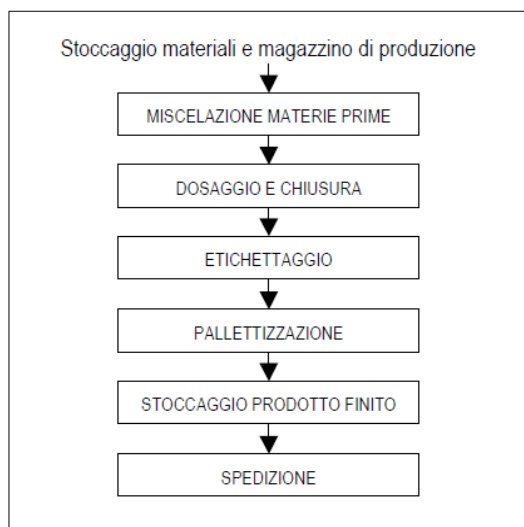 Stoccaggio materiali e magazzino di produzione
MISCELAZIONE MATERIE PRIME
DOSAGGIO E CHIUSURA
ETICHETTAGGIO
PALLETTIZZAZIONE
STOCCAGGIO PRODOTTO FINITO
SPEDIZIONE